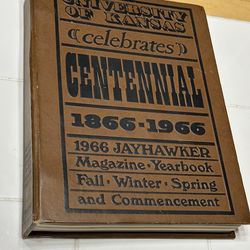 UNIVERSITY
OF KANSAS
((celebrates))
CENTENNIAL
1866-1966
1966 JAYHAWKER
Magazine · Yearbook
Fall · Winter · Spring
and Commencement